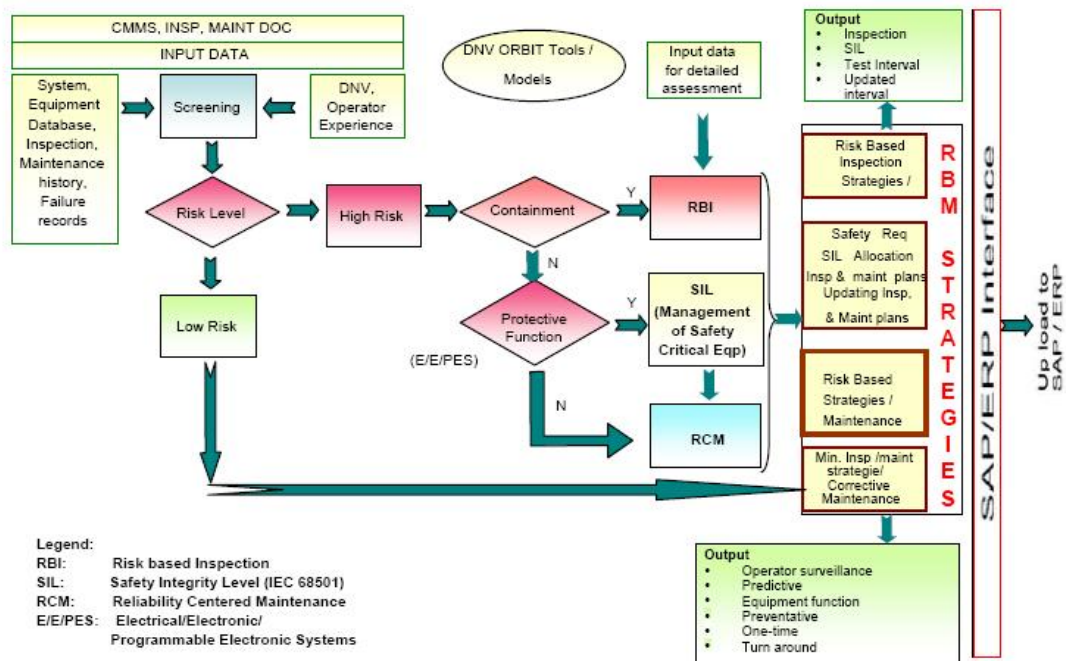 CMMS, INSP, MAINT DOC
INPUT DATA
System,
Equipment
Database,
Inspection,
Maintenance
history,
Failure
records
Screening
DNV,
Operator
Experience
DNV ORBIT Tools /
Models
Input data
for detailed
assessment
Output
• Inspection
• SIL
• Test Interval
• Updated
interval
Risk Level
High Risk
Containment
Y
RBI
N
Low Risk
Protective
Function
(E/E/PES)
Y
SIL
(Management
of Safety
Critical Eqp)
N
RCM
Risk Based
Inspection
Strategies /
Safety Req
SIL Allocation
Insp & maint plans
Updating Insp,
& Maint plans
Risk Based
Strategies /
Maintenance
Min. Insp /maint
strategie/
Corrective
Maintenance
RBM STRATEGIES
SAP/ERP Interface
Up load to
SAP / ERP
Output
• Operator surveillance
• Predictive
• Equipment function
• Preventative
• One-time
• Turn around
Legend:
RBI: Risk based Inspection
SIL: Safety Integrity Level (IEC 68501)
RCM: Reliability Centered Maintenance
E/E/PES: Electrical/Electronic/
Programmable Electronic Systems